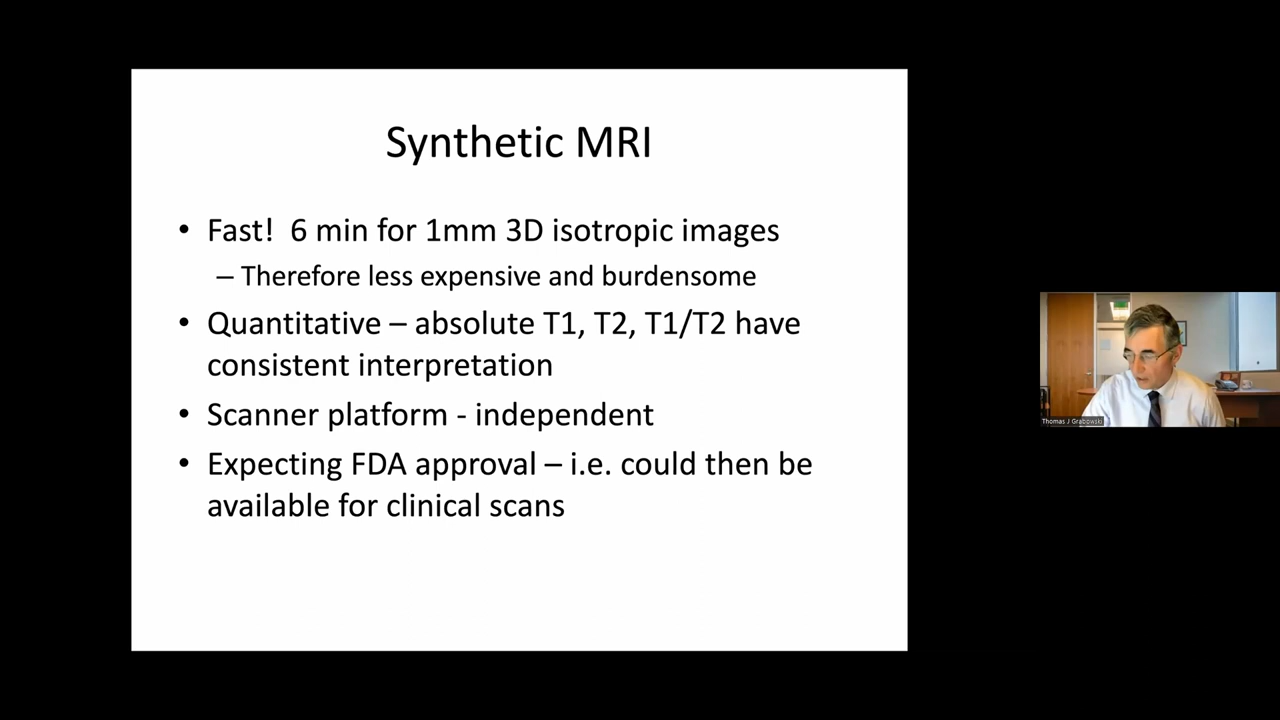 Synthetic MRI
• Fast!  6 min for 1mm 3D isotropic images
– Therefore less expensive and burdensome
• Quantitative – absolute T1, T2, T1/T2 have
consistent interpretation
• Scanner platform - independent
• Expecting FDA approval – i.e. could then be
available for clinical scans
Thomas J Grabowski